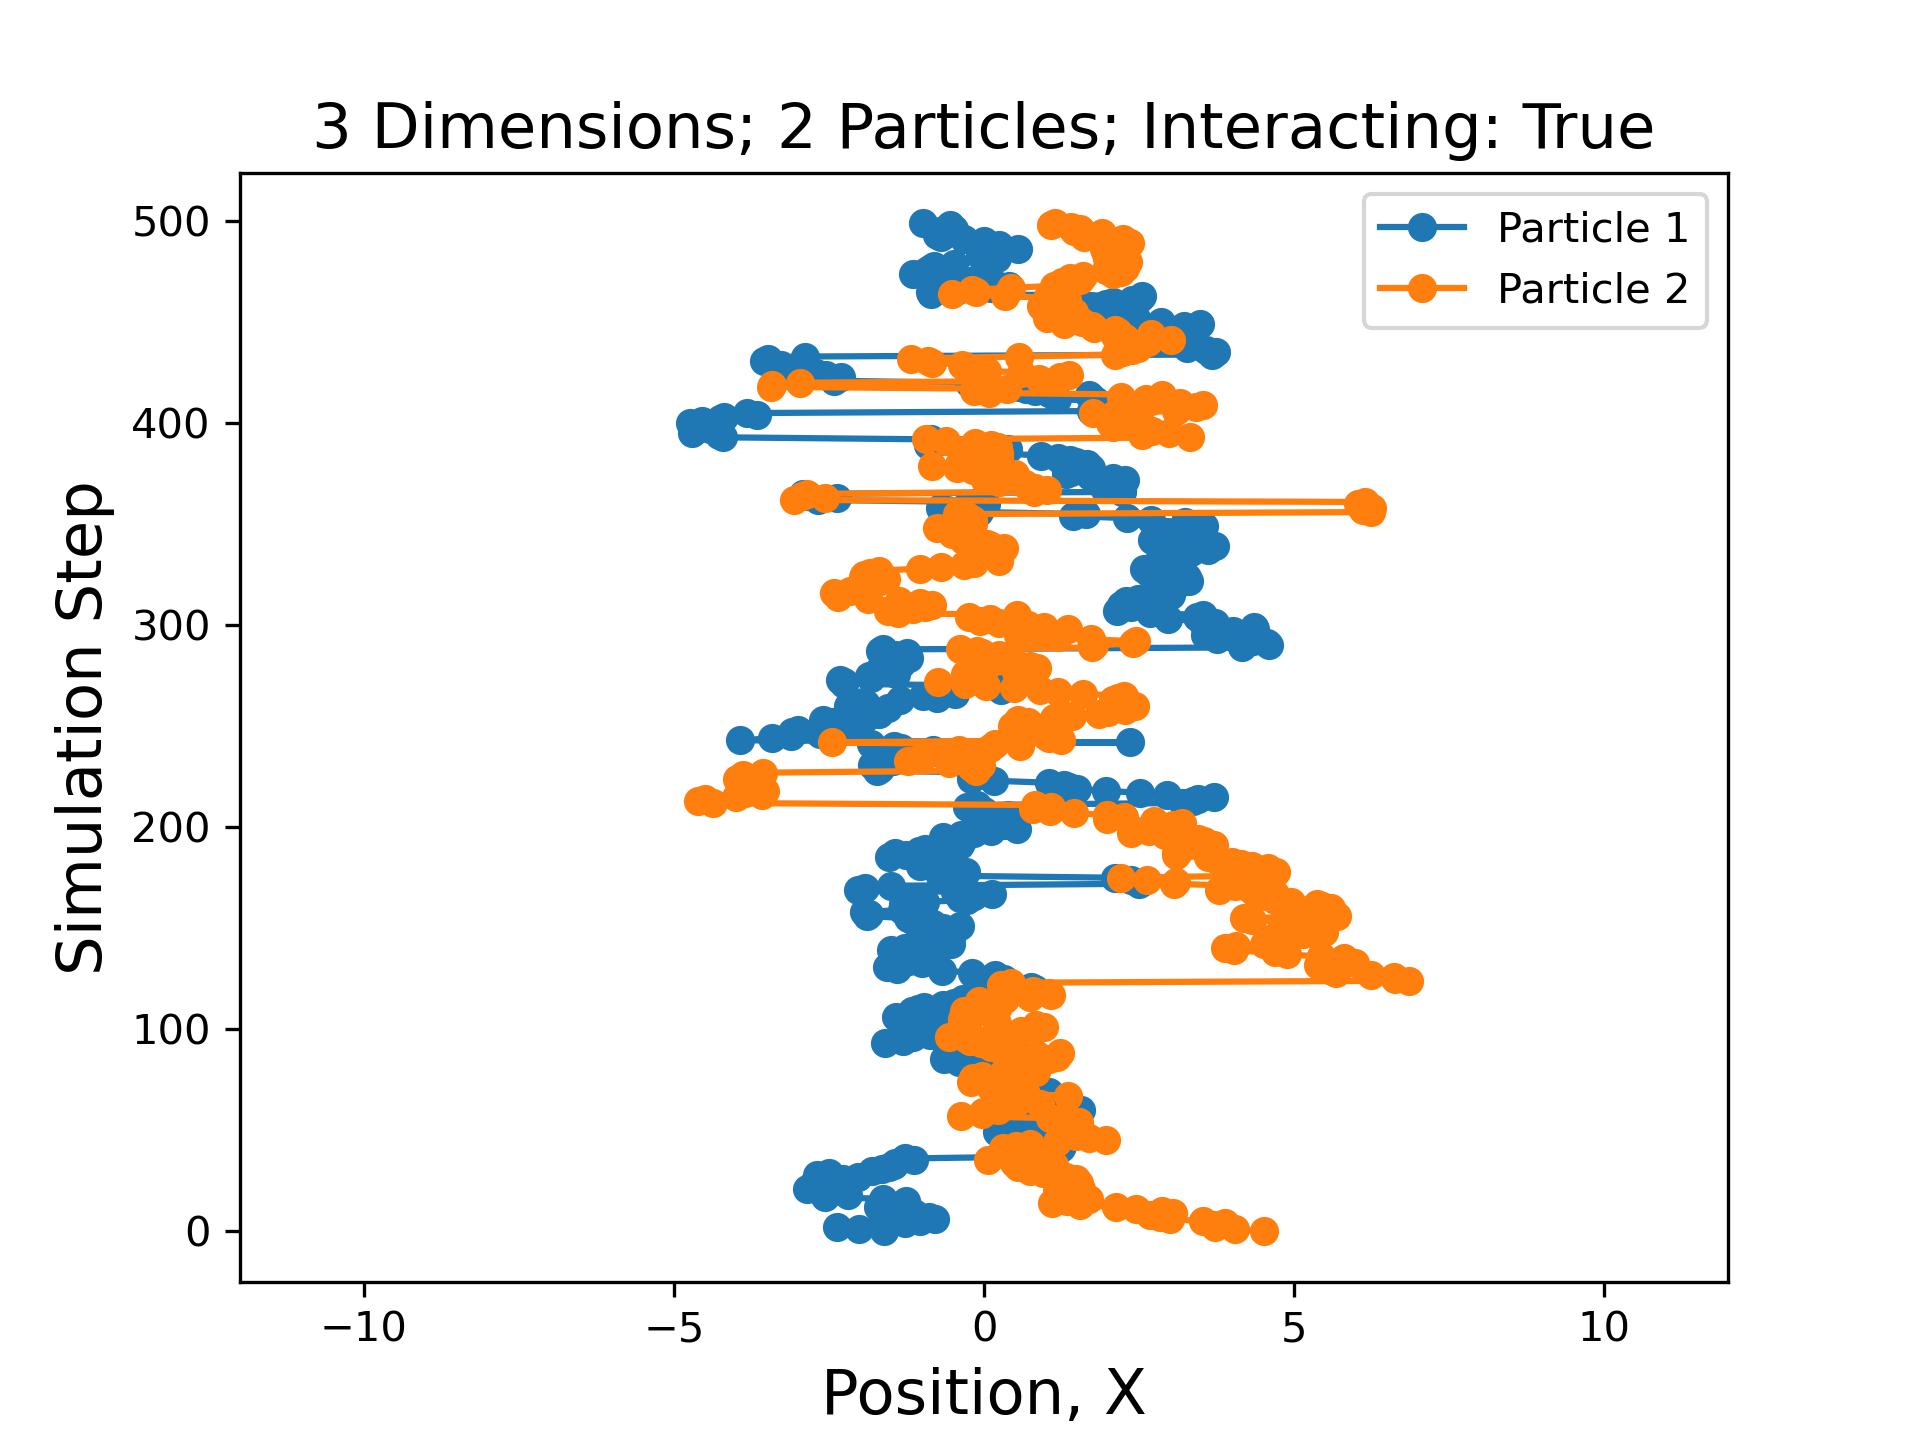 3 Dimensions; 2 Particles; Interacting: True
Particle 1
Particle 2
500
400
300
200
100
0
Simulation Step
−10 −5 0 5 10
Position, X